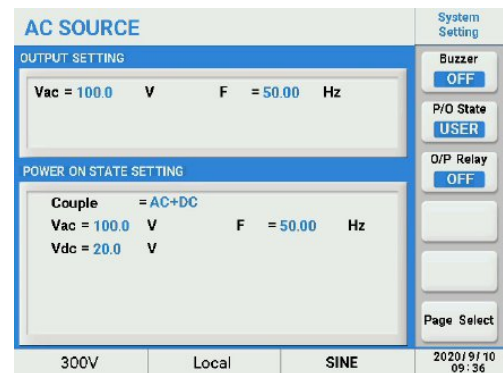 AC SOURCE
System
Setting
OUTPUT SETTING
Vac = 100.0 V F = 50.00 Hz
Buzzer
OFF
P/O State
USER
O/P Relay
OFF
POWER ON STATE SETTING
Couple = AC+DC
Vac = 100.0 V F = 50.00 Hz
Vdc = 20.0 V
Page Select
300V Local SINE
2020/9/10
09:36